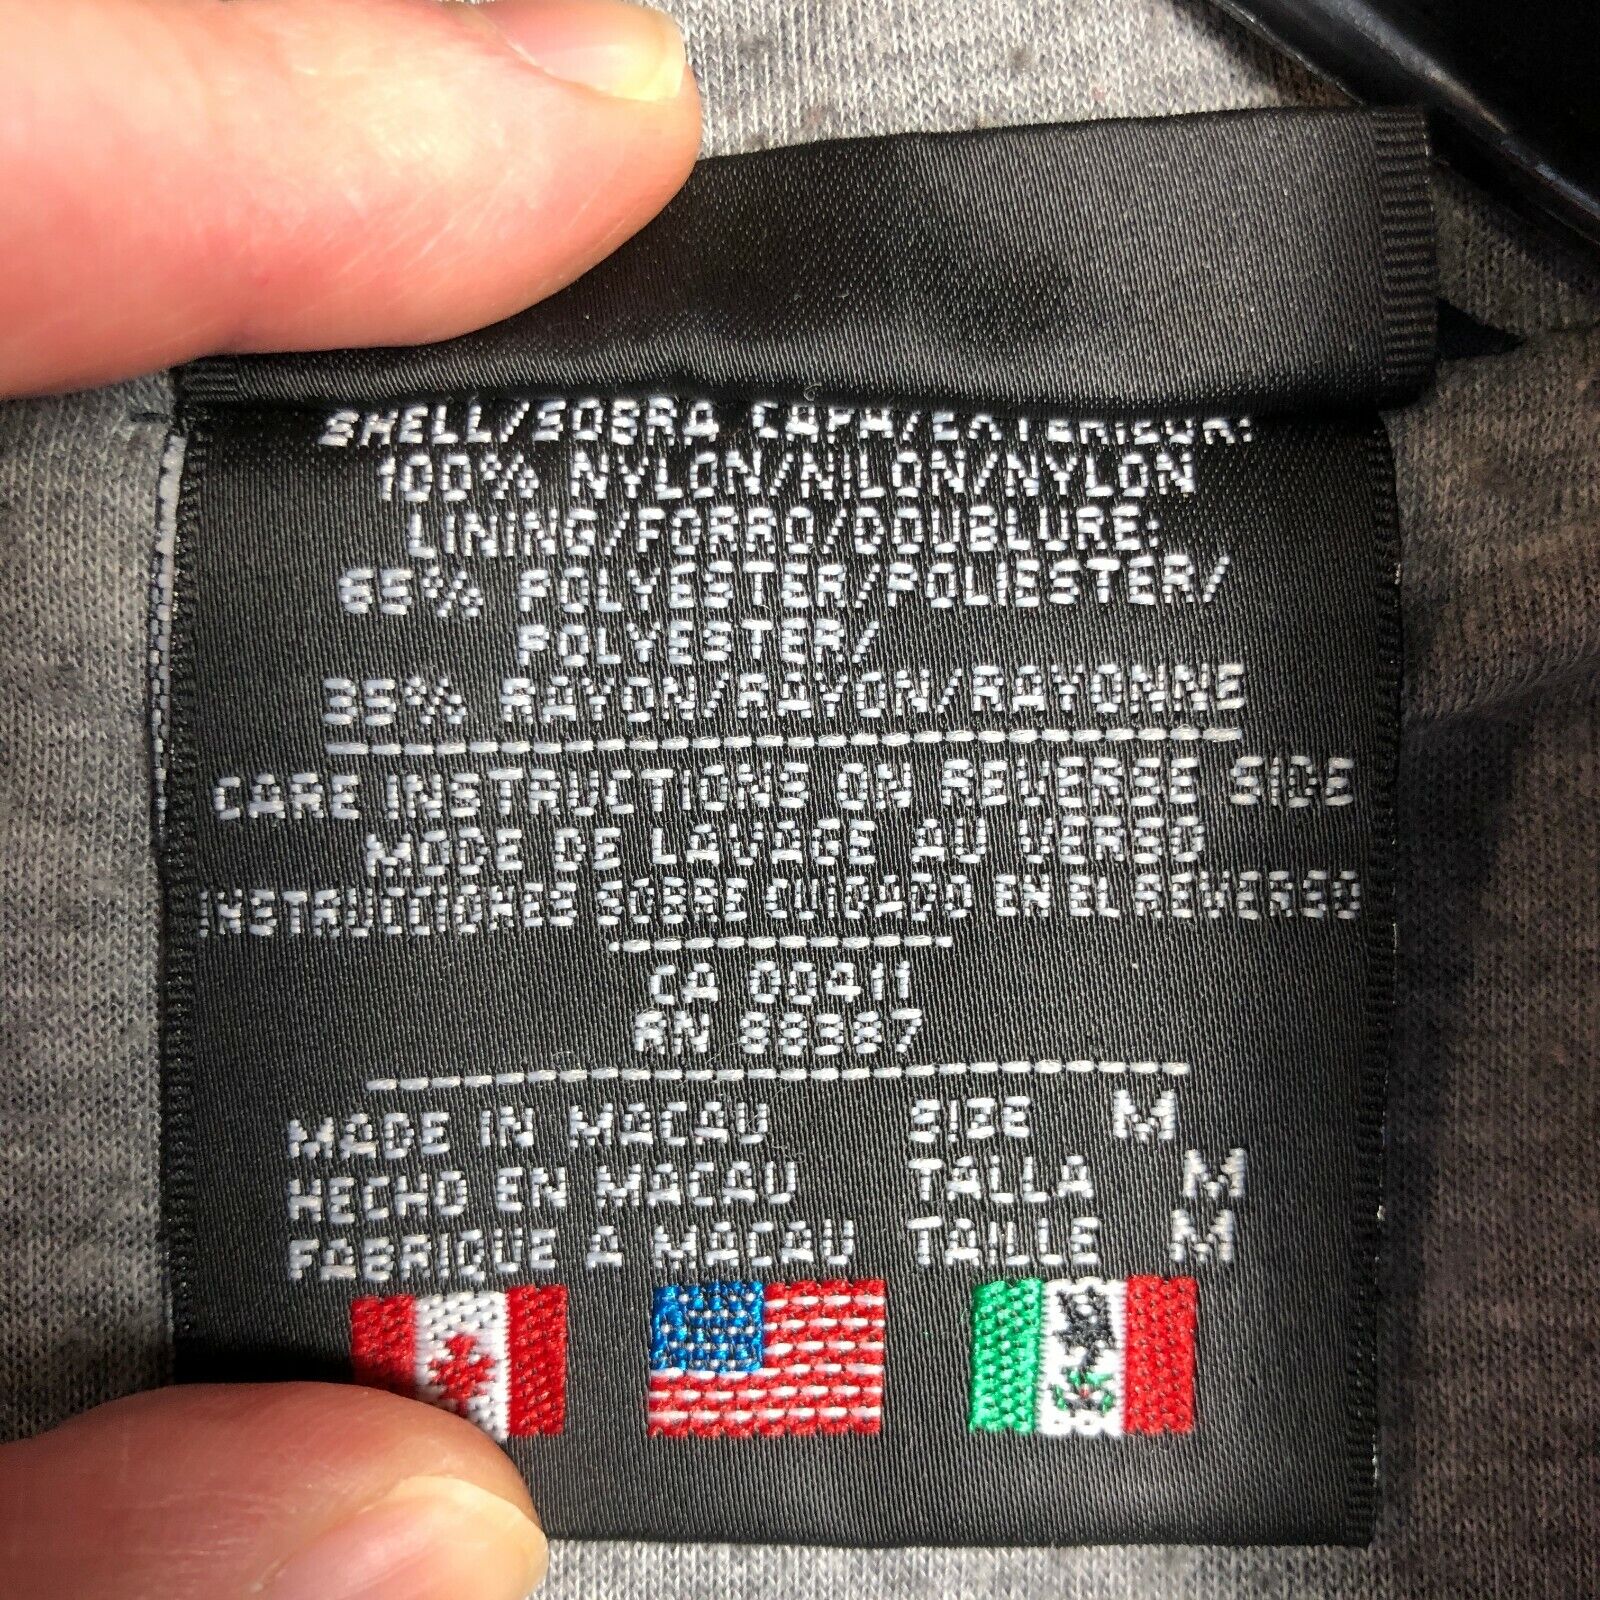 SHELL/SOBRA CAPA/EXTERIEUR:
100% NYLON/NILON/NYLON
LINING/FORRO/DOUBLURE:
65% POLYESTER/POLIESTER/
POLYESTER/
35% RAYON/RAYON/RAYONNE
CARE INSTRUCTIONS ON REVERSE SIDE
MODE DE LAVAGE AU VERSO
INSTRUCCIONES SOBRE CUIDADO EN EL REVERSO
CA 00411
RN 88387
MADE IN MACAU SIZE M
HECHO EN MACAU TALLA M
FABRIQUE A MACAU TAILLE M